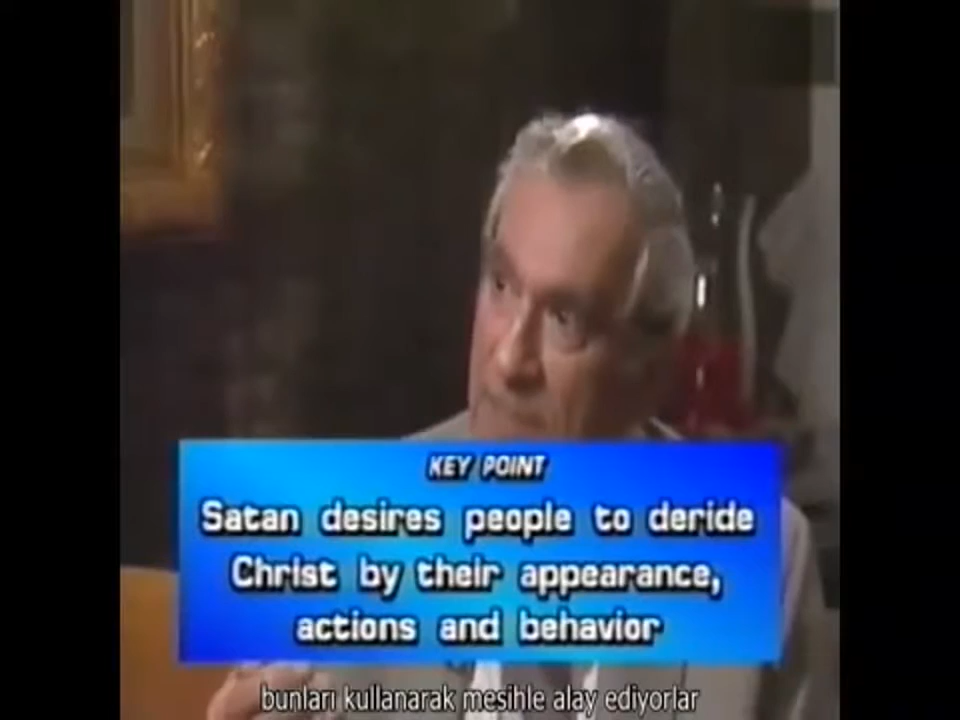 KEY POINT
Satan desires people to deride
Christ by their appearance,
actions and behavior
bunları kullanarak mesihle alay ediyorlar